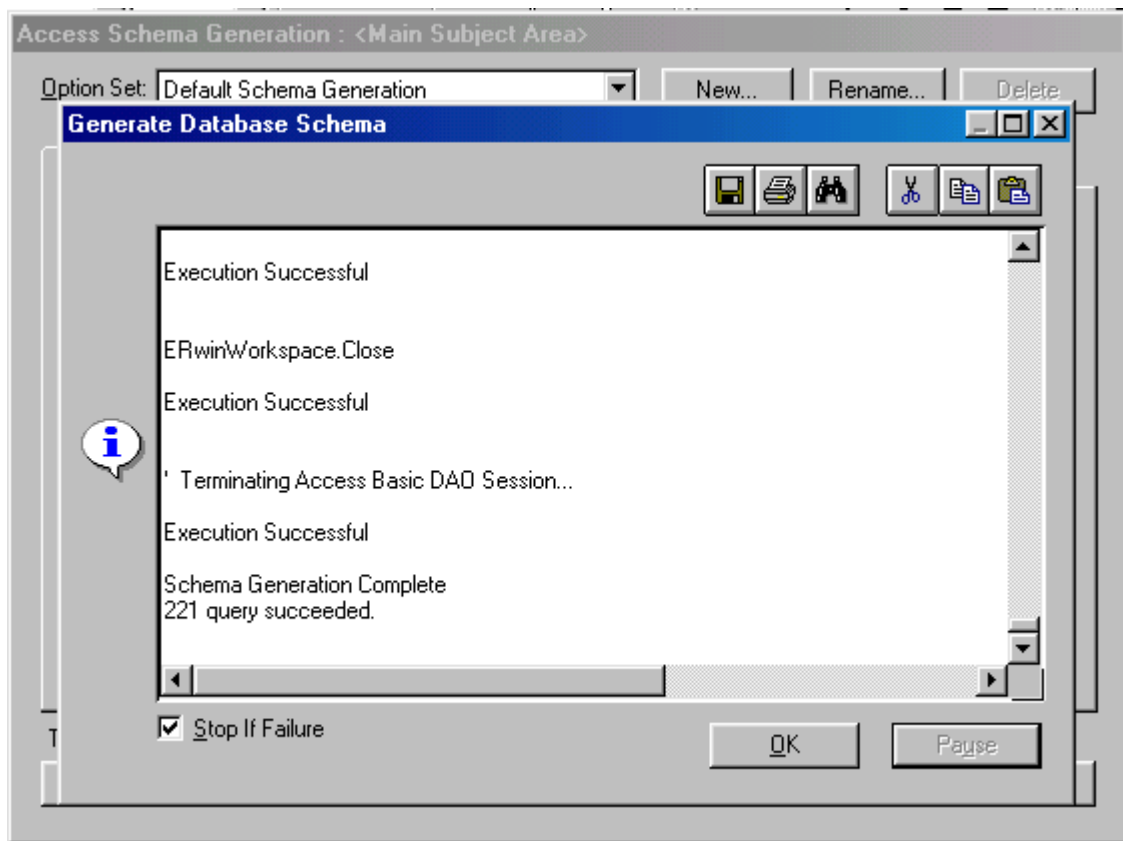 Access Schema Generation : <Main Subject Area>
Option Set: Default Schema Generation New... Rename... Delete
Generate Database Schema
Execution Successful
ERwinWorkspace.Close
Execution Successful
' Terminating Access Basic DAO Session...
Execution Successful
Schema Generation Complete
221 query succeeded.
Stop If Failure
OK Pause
T